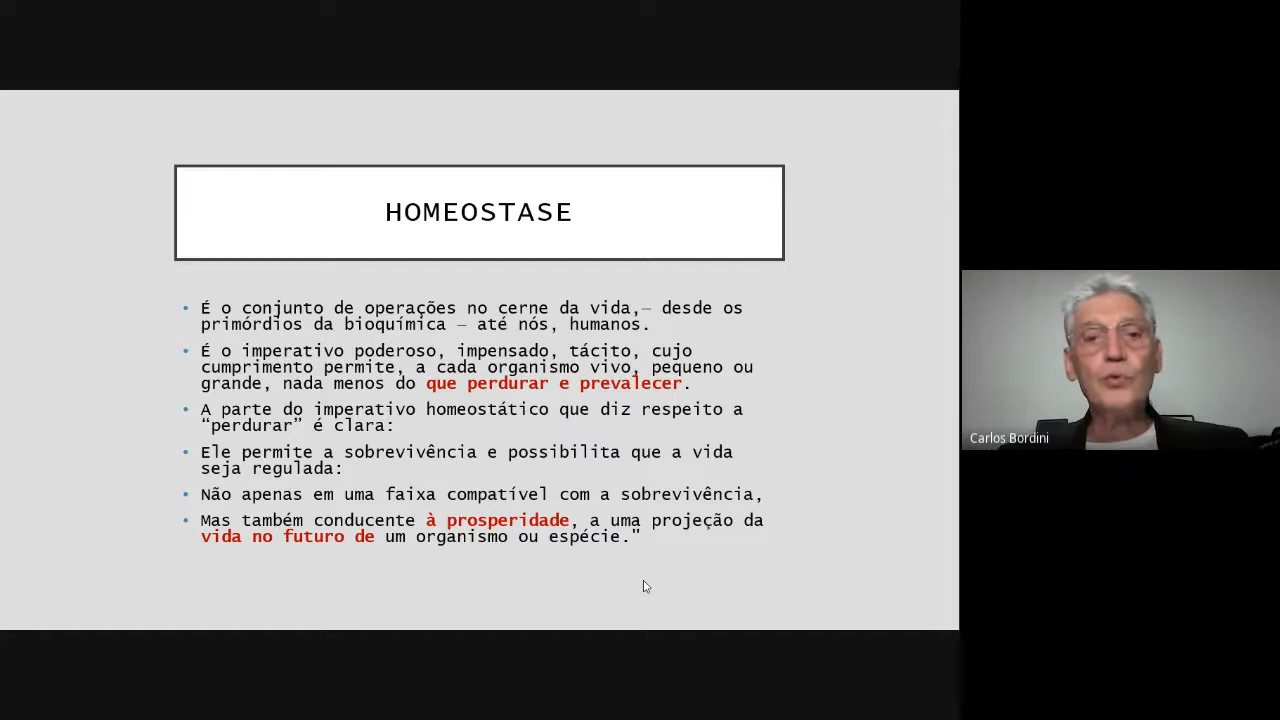 HOMEOSTASE
• É o conjunto de operações no cerne da vida,– desde os
primórdios da bioquímica – até nós, humanos.
• É o imperativo poderoso, impensado, tácito, cujo
cumprimento permite, a cada organismo vivo, pequeno ou
grande, nada menos do que perdurar e prevalecer.
• A parte do imperativo homeostático que diz respeito a
“perdurar” é clara:
• Ele permite a sobrevivência e possibilita que a vida
seja regulada:
• Não apenas em uma faixa compatível com a sobrevivência,
• Mas também conducente à prosperidade, a uma projeção da
vida no futuro de um organismo ou espécie."
Carlos Bordini